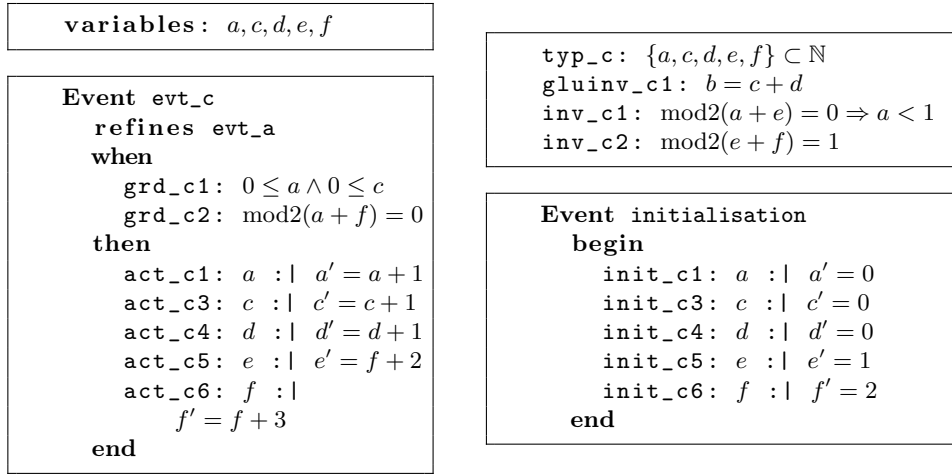 variables: a, c, d, e, f
Event evt_c
refines evt_a
when
grd_c1: 0 ≤ a ∧ 0 ≤ c
grd_c2: mod2(a + f) = 0
then
act_c1: a :| a′ = a + 1
act_c3: c :| c′ = c + 1
act_c4: d :| d′ = d + 1
act_c5: e :| e′ = f + 2
act_c6: f :|
f′ = f + 3
end
typ_c: {a, c, d, e, f} ⊂ ℕ
gluinv_c1: b = c + d
inv_c1: mod2(a + e) = 0 ⇒ a < 1
inv_c2: mod2(e + f) = 1
Event initialisation
begin
init_c1: a :| a′ = 0
init_c3: c :| c′ = 0
init_c4: d :| d′ = 0
init_c5: e :| e′ = 1
init_c6: f :| f′ = 2
end